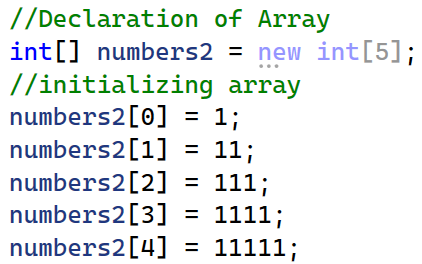 //Declaration of Array
int[] numbers2 = new int[5];
//initializing array
numbers2[0] = 1;
numbers2[1] = 11;
numbers2[2] = 111;
numbers2[3] = 1111;
numbers2[4] = 11111;